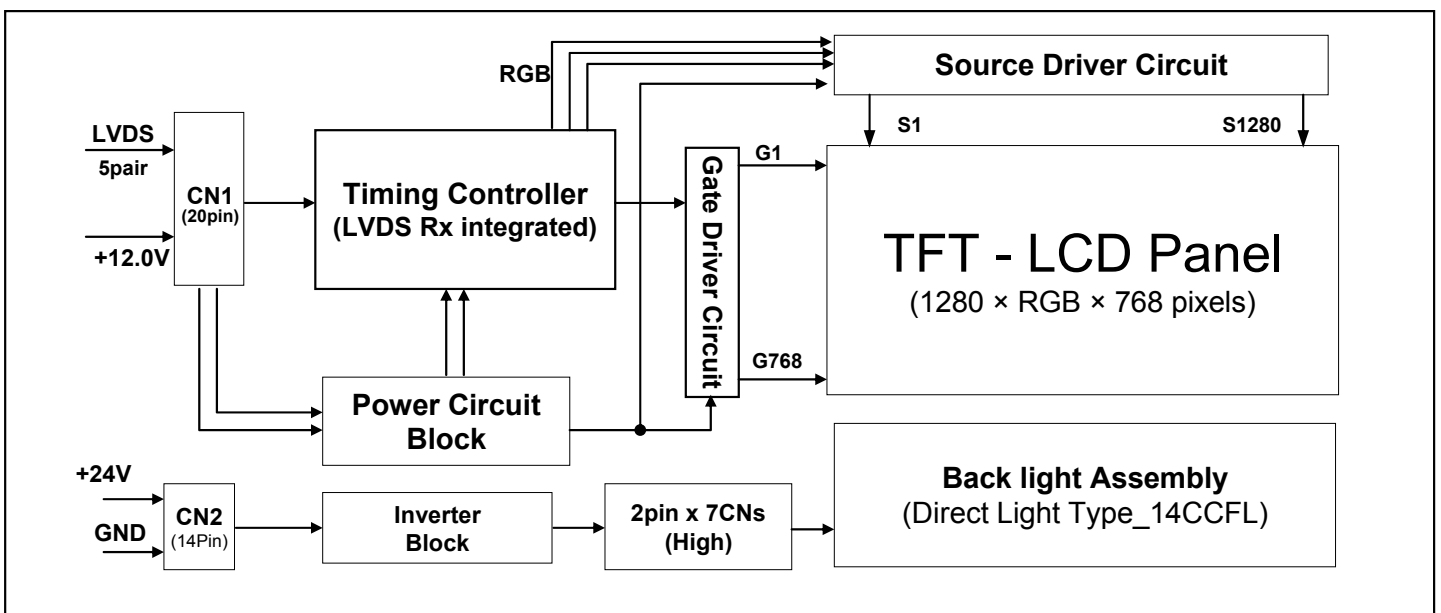 RGB
Source Driver Circuit
S1
S1280
LVDS
5pair
CN1
(20pin)
+12.0V
Timing Controller
(LVDS Rx integrated)
Gate Driver Circuit
G1
G768
TFT - LCD Panel
(1280 × RGB × 768 pixels)
Power Circuit
Block
+24V
GND
CN2
(14Pin)
Inverter
Block
2pin x 7CNs
(High)
Back light Assembly
(Direct Light Type_14CCFL)